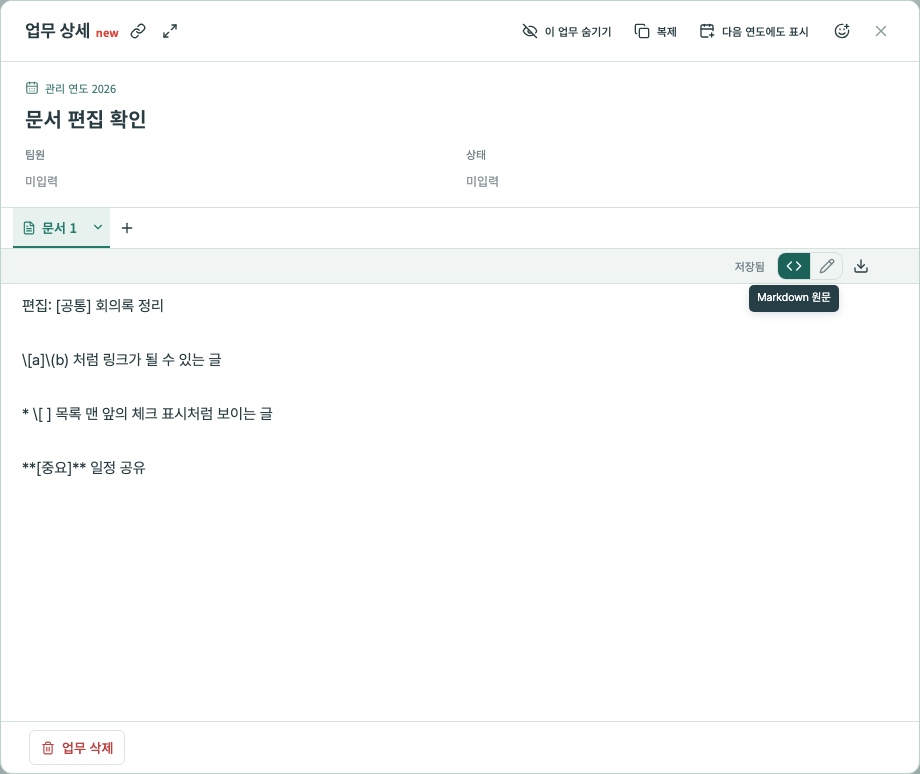 업무 상세 new
이 업무 숨기기 복제 다음 연도에도 표시
관리 연도 2026
문서 편집 확인
팀원 상태
미입력 미입력
문서 1
저장됨
Markdown 원문
편집: [공통] 회의록 정리
\[a]\(b) 처럼 링크가 될 수 있는 글
* \[ ] 목록 맨 앞의 체크 표시처럼 보이는 글
**[중요]** 일정 공유
업무 삭제